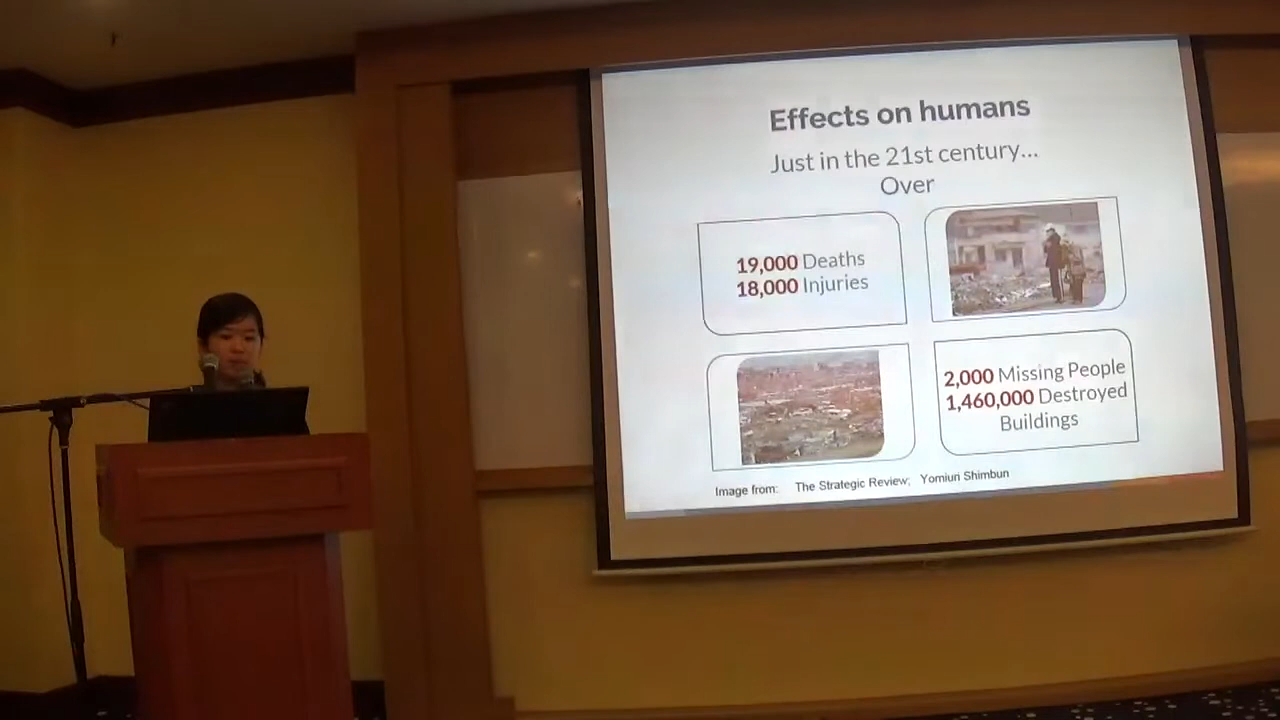 Effects on humans
Just in the 21st century...
Over
19,000 Deaths
18,000 Injuries
2,000 Missing People
1,460,000 Destroyed
Buildings
Image from: The Strategic Review; Yomiuri Shimbun